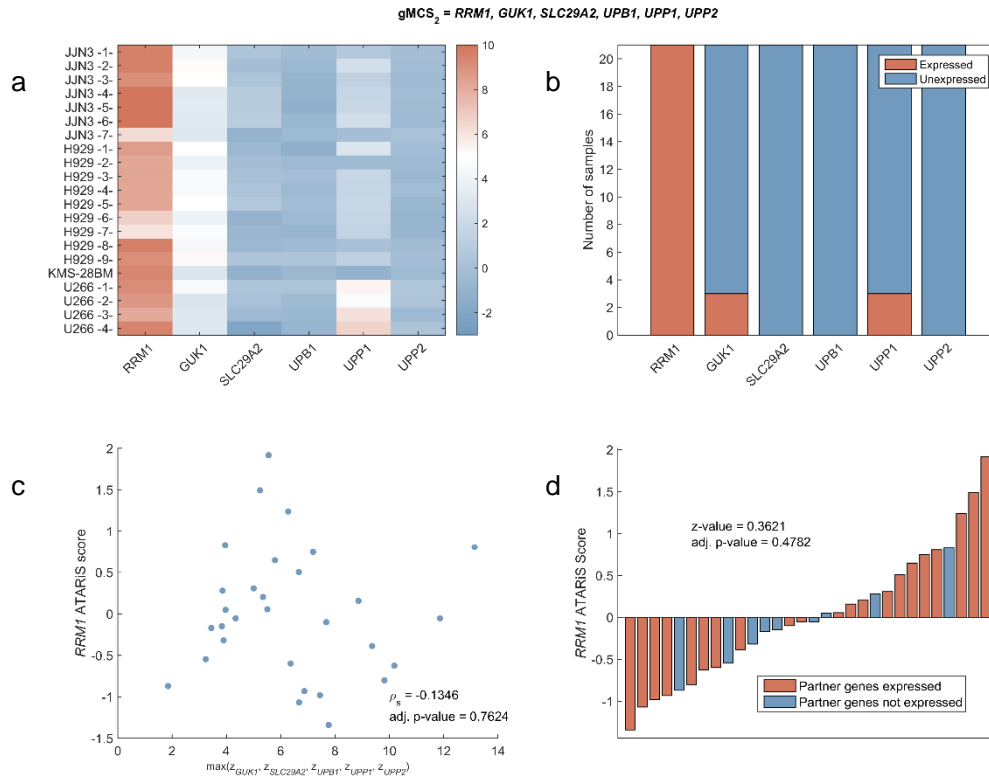 gMCS2 = RRM1, GUK1, SLC29A2, UPB1, UPP1, UPP2
a
JJN3 -1-
JJN3 -2-
JJN3 -3-
JJN3 -4-
JJN3 -5-
JJN3 -6-
JJN3 -7-
H929 -1-
H929 -2-
H929 -3-
H929 -4-
H929 -5-
H929 -6-
H929 -7-
H929 -8-
H929 -9-
KMS-28BM
U266 -1-
U266 -2-
U266 -3-
U266 -4-
RRM1
GUK1
SLC29A2
UPB1
UPP1
UPP2
10
8
6
4
2
0
-2
b
Number of samples
20
18
16
14
12
10
8
6
4
2
0
Expressed
Unexpressed
RRM1
GUK1
SLC29A2
UPB1
UPP1
UPP2
c
RRM1 ATARiS Score
2
1.5
1
0.5
0
-0.5
-1
-1.5
ρs = -0.1346
adj. p-value = 0.7624
0 2 4 6 8 10 12 14
max(zGUK1, zSLC29A2, zUPB1, zUPP1, zUPP2)
d
RRM1 ATARiS Score
2
1.5
1
0.5
0
-0.5
-1
z-value = 0.3621
adj. p-value = 0.4782
Partner genes expressed
Partner genes not expressed